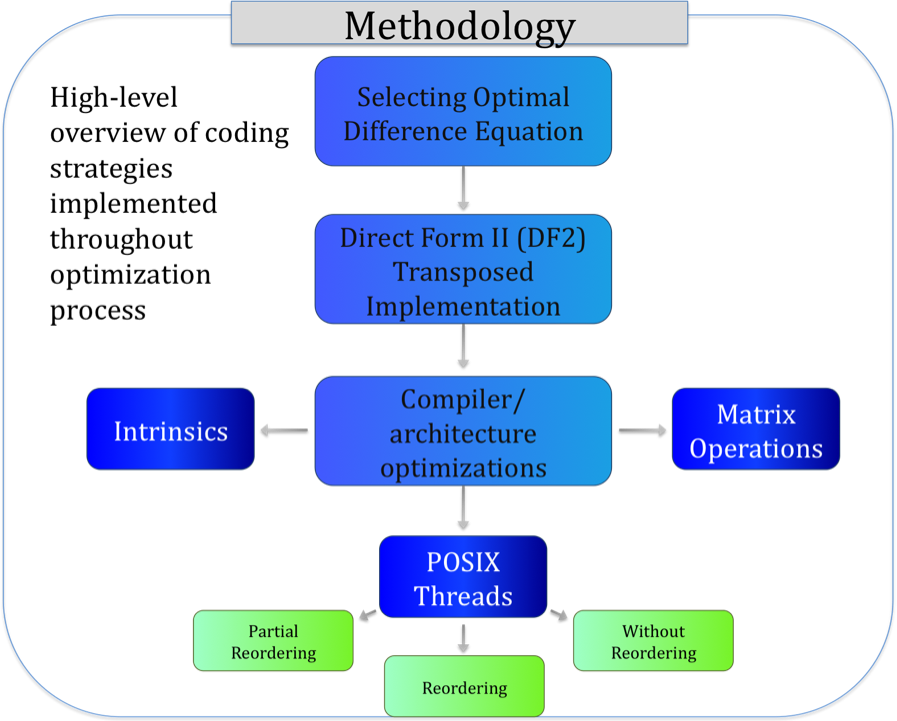 Methodology
High-level
overview of coding
strategies
implemented
throughout
optimization
process
Selecting Optimal
Difference Equation
Direct Form II (DF2)
Transposed
Implementation
Compiler/
architecture
optimizations
Intrinsics
Matrix
Operations
POSIX
Threads
Partial
Reordering
Reordering
Without
Reordering